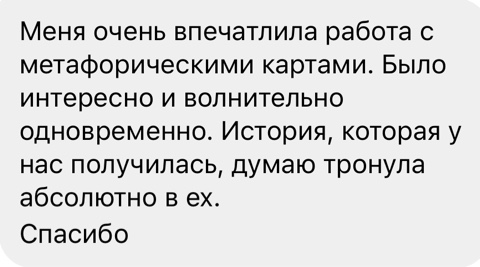 Меня очень впечатлила работа с
метафорическими картами. Было
интересно и волнительно
одновременно. История, которая у
нас получилась, думаю тронула
абсолютно в ех.
Спасибо